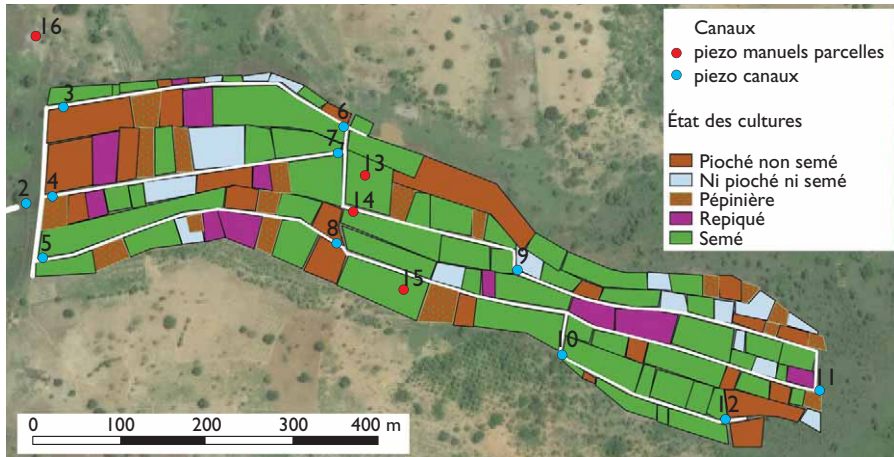 16
Canaux
piezo manuels parcelles
piezo canaux
État des cultures
Pioché non semé
Ni pioché ni semé
Pépinière
Repiqué
Semé
3
6
7
13
4
2
14
8
5
9
15
10
11
12
0 100 200 300 400 m